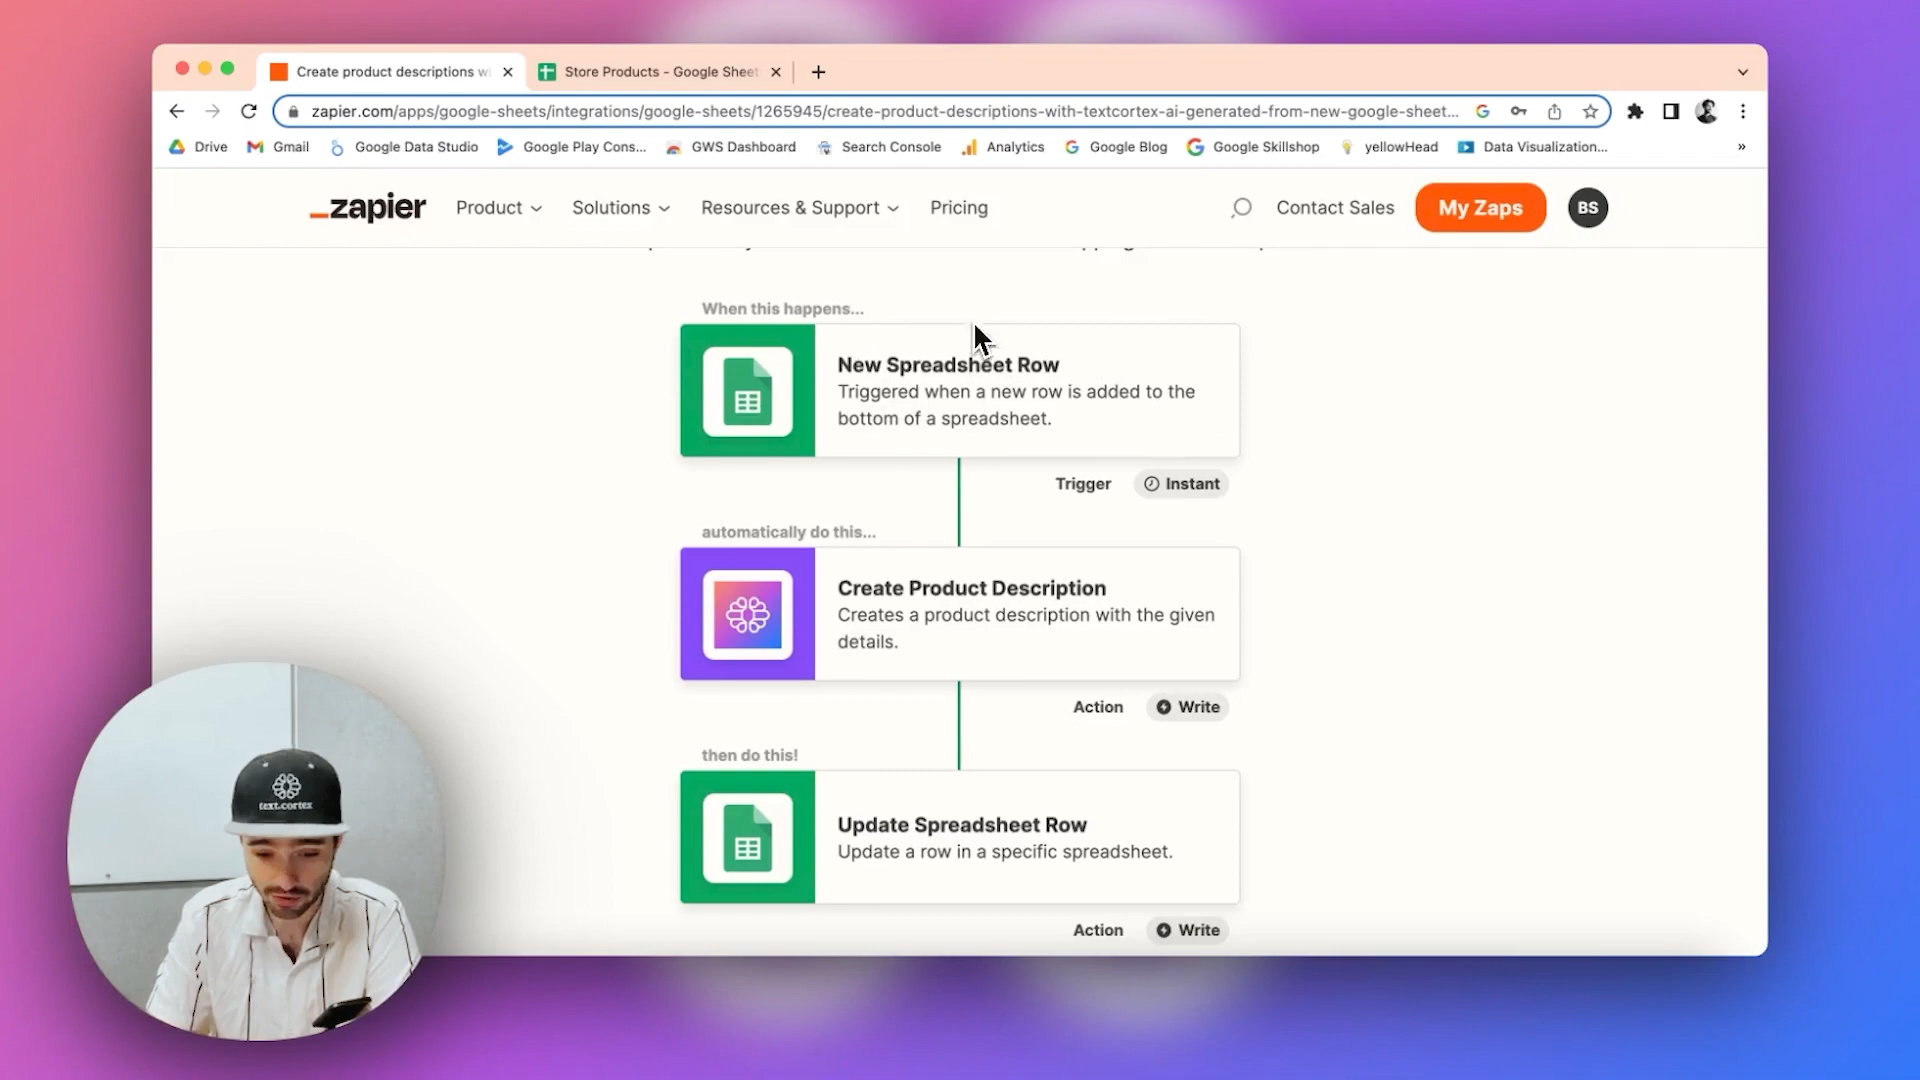 Create product descriptions wi
Store Products - Google Sheet
zapier.com/apps/google-sheets/integrations/google-sheets/1265945/create-product-descriptions-with-textcortex-ai-generated-from-new-google-sheet...
Drive
Gmail
Google Data Studio
Google Play Cons...
GWS Dashboard
Search Console
Analytics
Google Blog
Google Skillshop
yellowHead
Data Visualization...
»
zapier
Product
Solutions
Resources & Support
Pricing
Contact Sales
My Zaps
BS
When this happens...
New Spreadsheet Row
Triggered when a new row is added to the
bottom of a spreadsheet.
Trigger
Instant
automatically do this...
Create Product Description
Creates a product description with the given
details.
Action
Write
then do this!
Update Spreadsheet Row
Update a row in a specific spreadsheet.
Action
Write
text.cortex